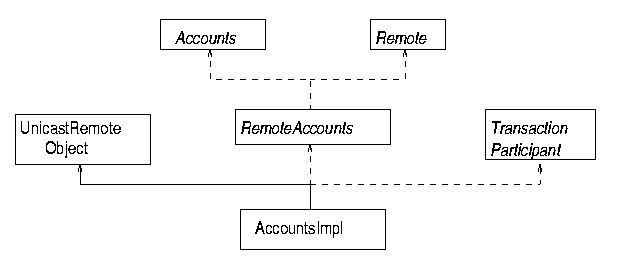 Accounts
Remote
UnicastRemote
Object
RemoteAccounts
Transaction
Participant
AccountsImpl